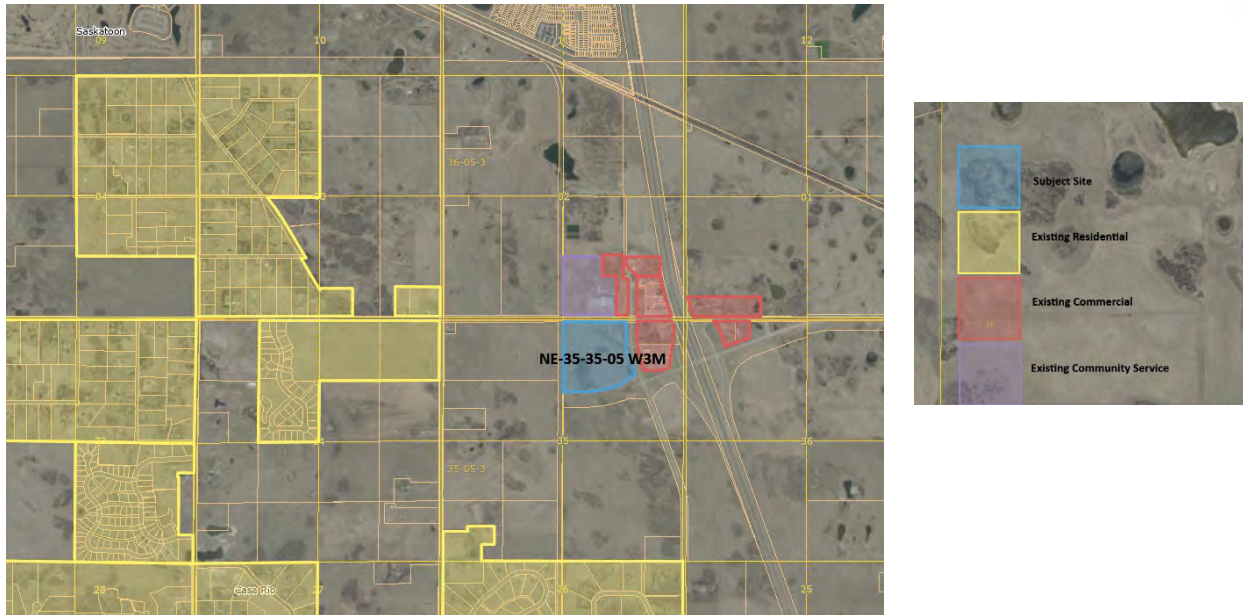 Saskatoon
09
10
11
12
36-05-3
04
03
02
01
NE-35-35-05 W3M
33
34
35
36
35-05-3
28
Casa Rio
27
26
25
Subject Site
Existing Residential
Existing Commercial
Existing Community Service